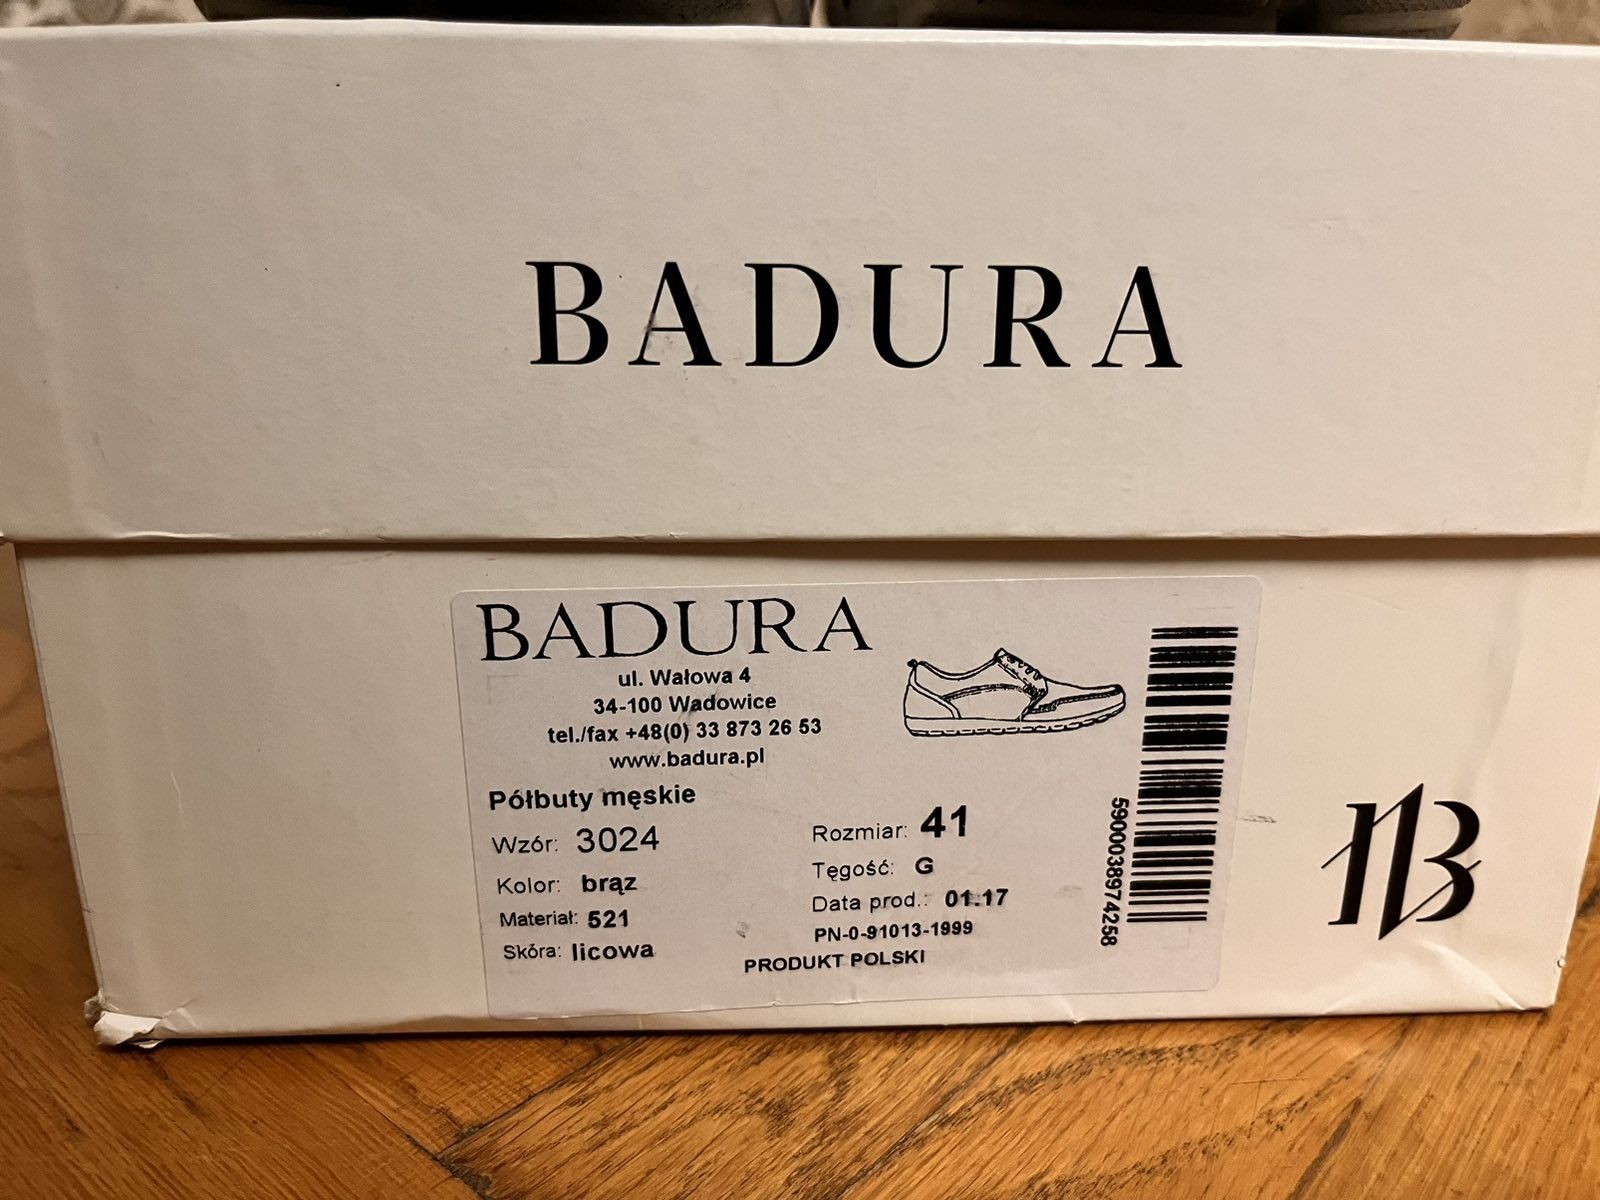 BADURA
BADURA
ul. Wałowa 4
34-100 Wadowice
tel./fax +48(0) 33 873 26 53
www.badura.pl
Półbuty męskie
Wzór: 3024
Kolor: brąz
Materiał: 521
Skóra: licowa
Rozmiar: 41
Tęgość: G
Data prod.: 01.17
PN-0-91013-1999
PRODUKT POLSKI
5900038974258
B